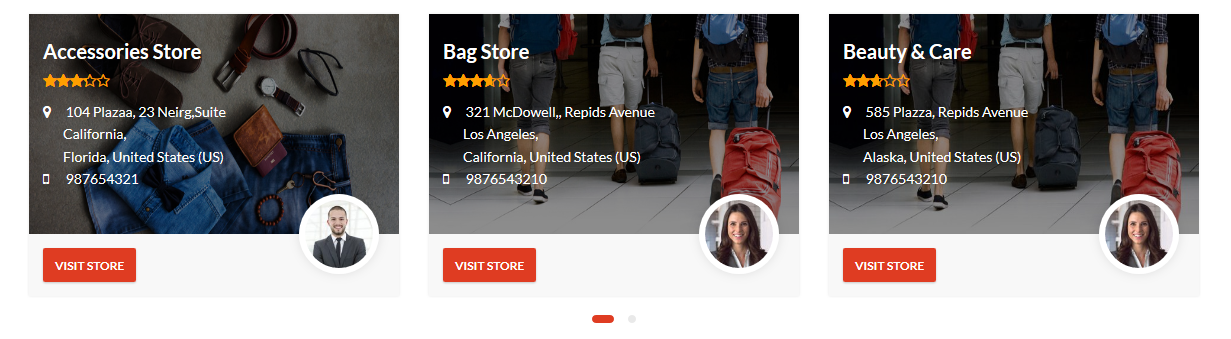 Accessories Store
104 Plazaa, 23 Neirg,Suite
California,
Florida, United States (US)
987654321
VISIT STORE
Bag Store
321 McDowell,, Repids Avenue
Los Angeles,
California, United States (US)
9876543210
VISIT STORE
Beauty & Care
585 Plazza, Repids Avenue
Los Angeles,
Alaska, United States (US)
9876543210
VISIT STORE